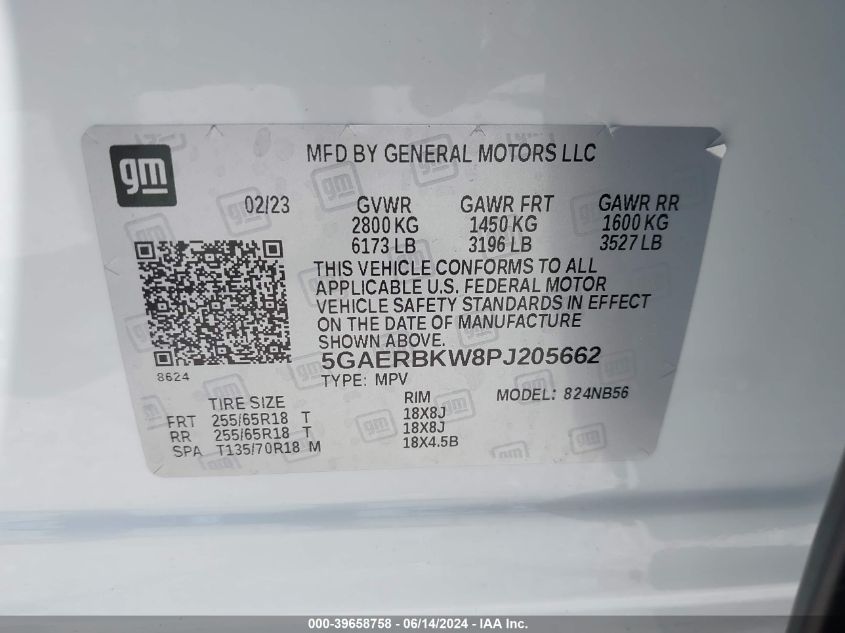 gm
MFD BY GENERAL MOTORS LLC
02/23 GVWR GAWR FRT GAWR RR
2800 KG 1450 KG 1600 KG
6173 LB 3196 LB 3527 LB
THIS VEHICLE CONFORMS TO ALL
APPLICABLE U.S. FEDERAL MOTOR
VEHICLE SAFETY STANDARDS IN EFFECT
ON THE DATE OF MANUFACTURE
SHOWN ABOVE.
5GAERBKW8PJ205662
8624
TYPE: MPV MODEL: 824NB56
TIRE SIZE RIM
FRT 255/65R18 T 18X8J
RR 255/65R18 T 18X8J
SPA T135/70R18 M 18X4.5B
000-39658758 - 06/14/2024 - IAA Inc.